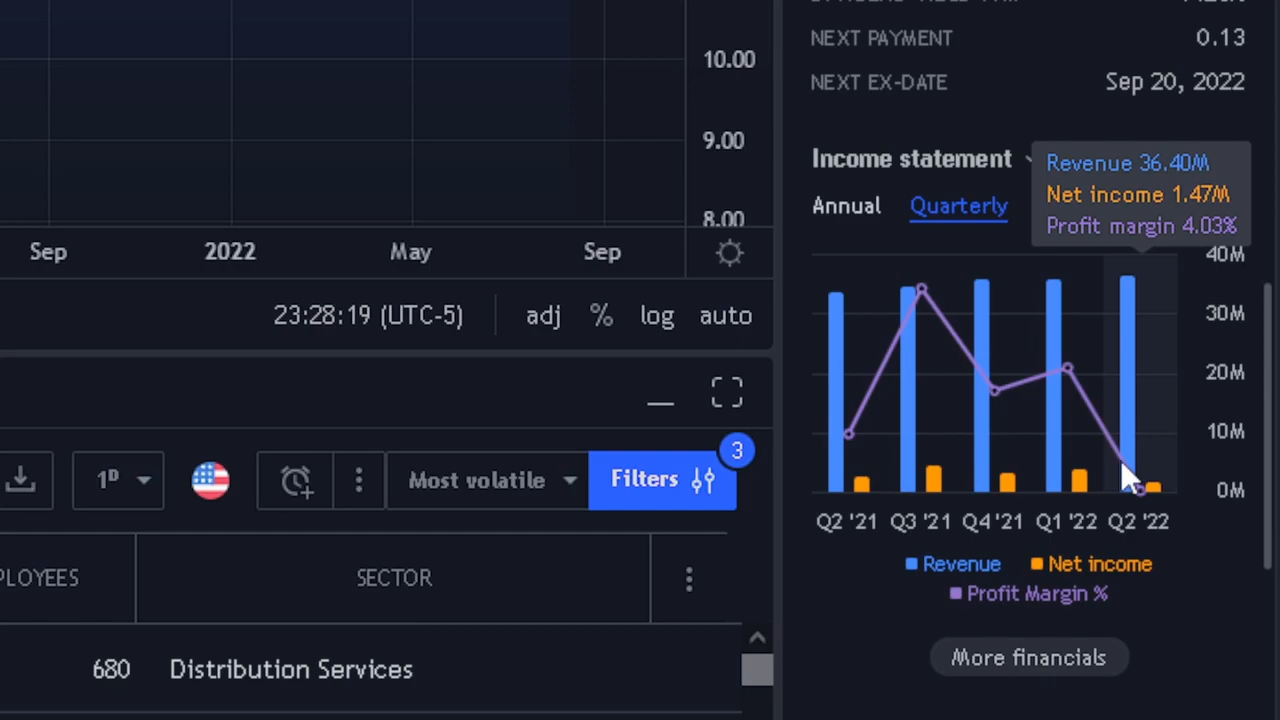 10.00
9.00
8.00
Sep
2022
May
Sep
23:28:19 (UTC-5)
adj
%
log
auto
1D
Most volatile
Filters
3
PLOYEES
SECTOR
680
Distribution Services
NEXT PAYMENT
0.13
NEXT EX-DATE
Sep 20, 2022
Income statement
Annual
Quarterly
Revenue 36.40M
Net income 1.47M
Profit margin 4.03%
40M
30M
20M
10M
0M
Q2 '21
Q3 '21
Q4 '21
Q1 '22
Q2 '22
Revenue
Net income
Profit Margin %
More financials